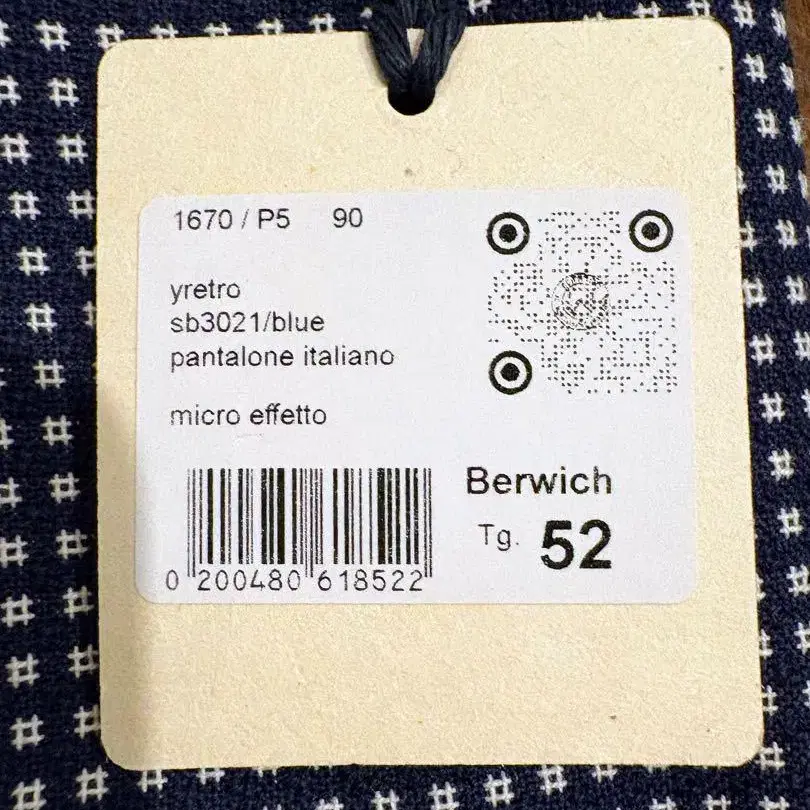 1670 / P5 90
yretro
sb3021/blue
pantalone italiano
micro effetto
Berwich
Tg. 52
0 200480 618522